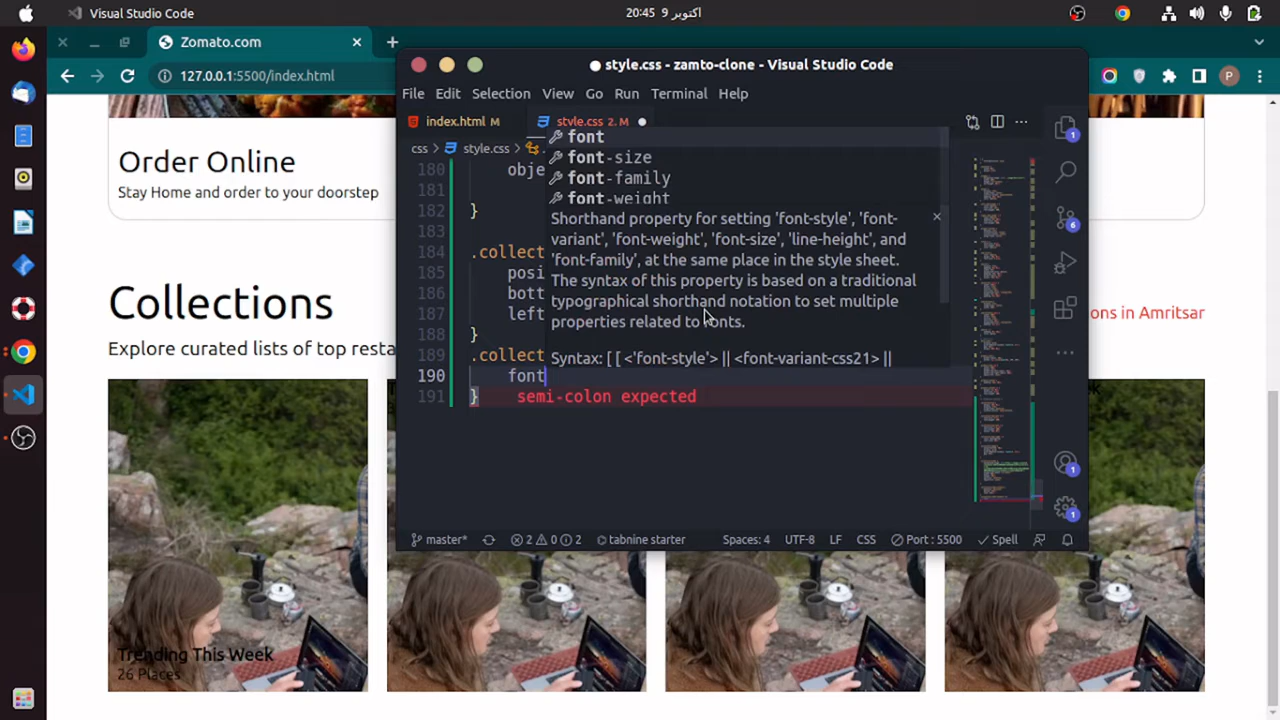 Visual Studio Code
اكتوبر 9 20:45
Zomato.com
127.0.0.1:5500/index.html
P
style.css - zamto-clone - Visual Studio Code
File Edit Selection View Go Run Terminal Help
index.html M
style.css 2, M
css > style.css >
180 obje
181
182 }
183
184 .collect
185 posi
186 bott
187 left
188 }
189 .collect
190 font
191 } semi-colon expected
font
font-size
font-family
font-weight
Shorthand property for setting 'font-style', 'font-
variant', 'font-weight', 'font-size', 'line-height', and
'font-family', at the same place in the style sheet.
The syntax of this property is based on a traditional
typographical shorthand notation to set multiple
properties related to fonts.
Syntax: [ [ <'font-style'> || <font-variant-css21> ||
1
6
1
1
master* 2 0 2 tabnine starter Spaces: 4 UTF-8 LF CSS Port : 5500 Spell
Order Online
Stay Home and order to your doorstep
Collections
Explore curated lists of top resta
ons in Amritsar
Trending This Week
26 Places